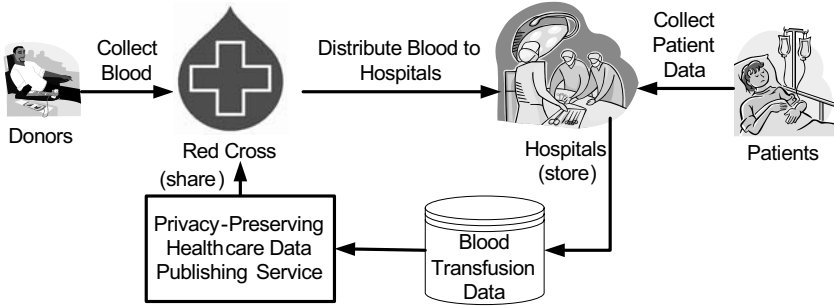 Collect
Blood
Distribute Blood to
Hospitals
Collect
Patient
Data
Donors
Red Cross
(share)
Hospitals
(store)
Patients
Privacy-Preserving
Healthcare Data
Publishing Service
Blood
Transfusion
Data